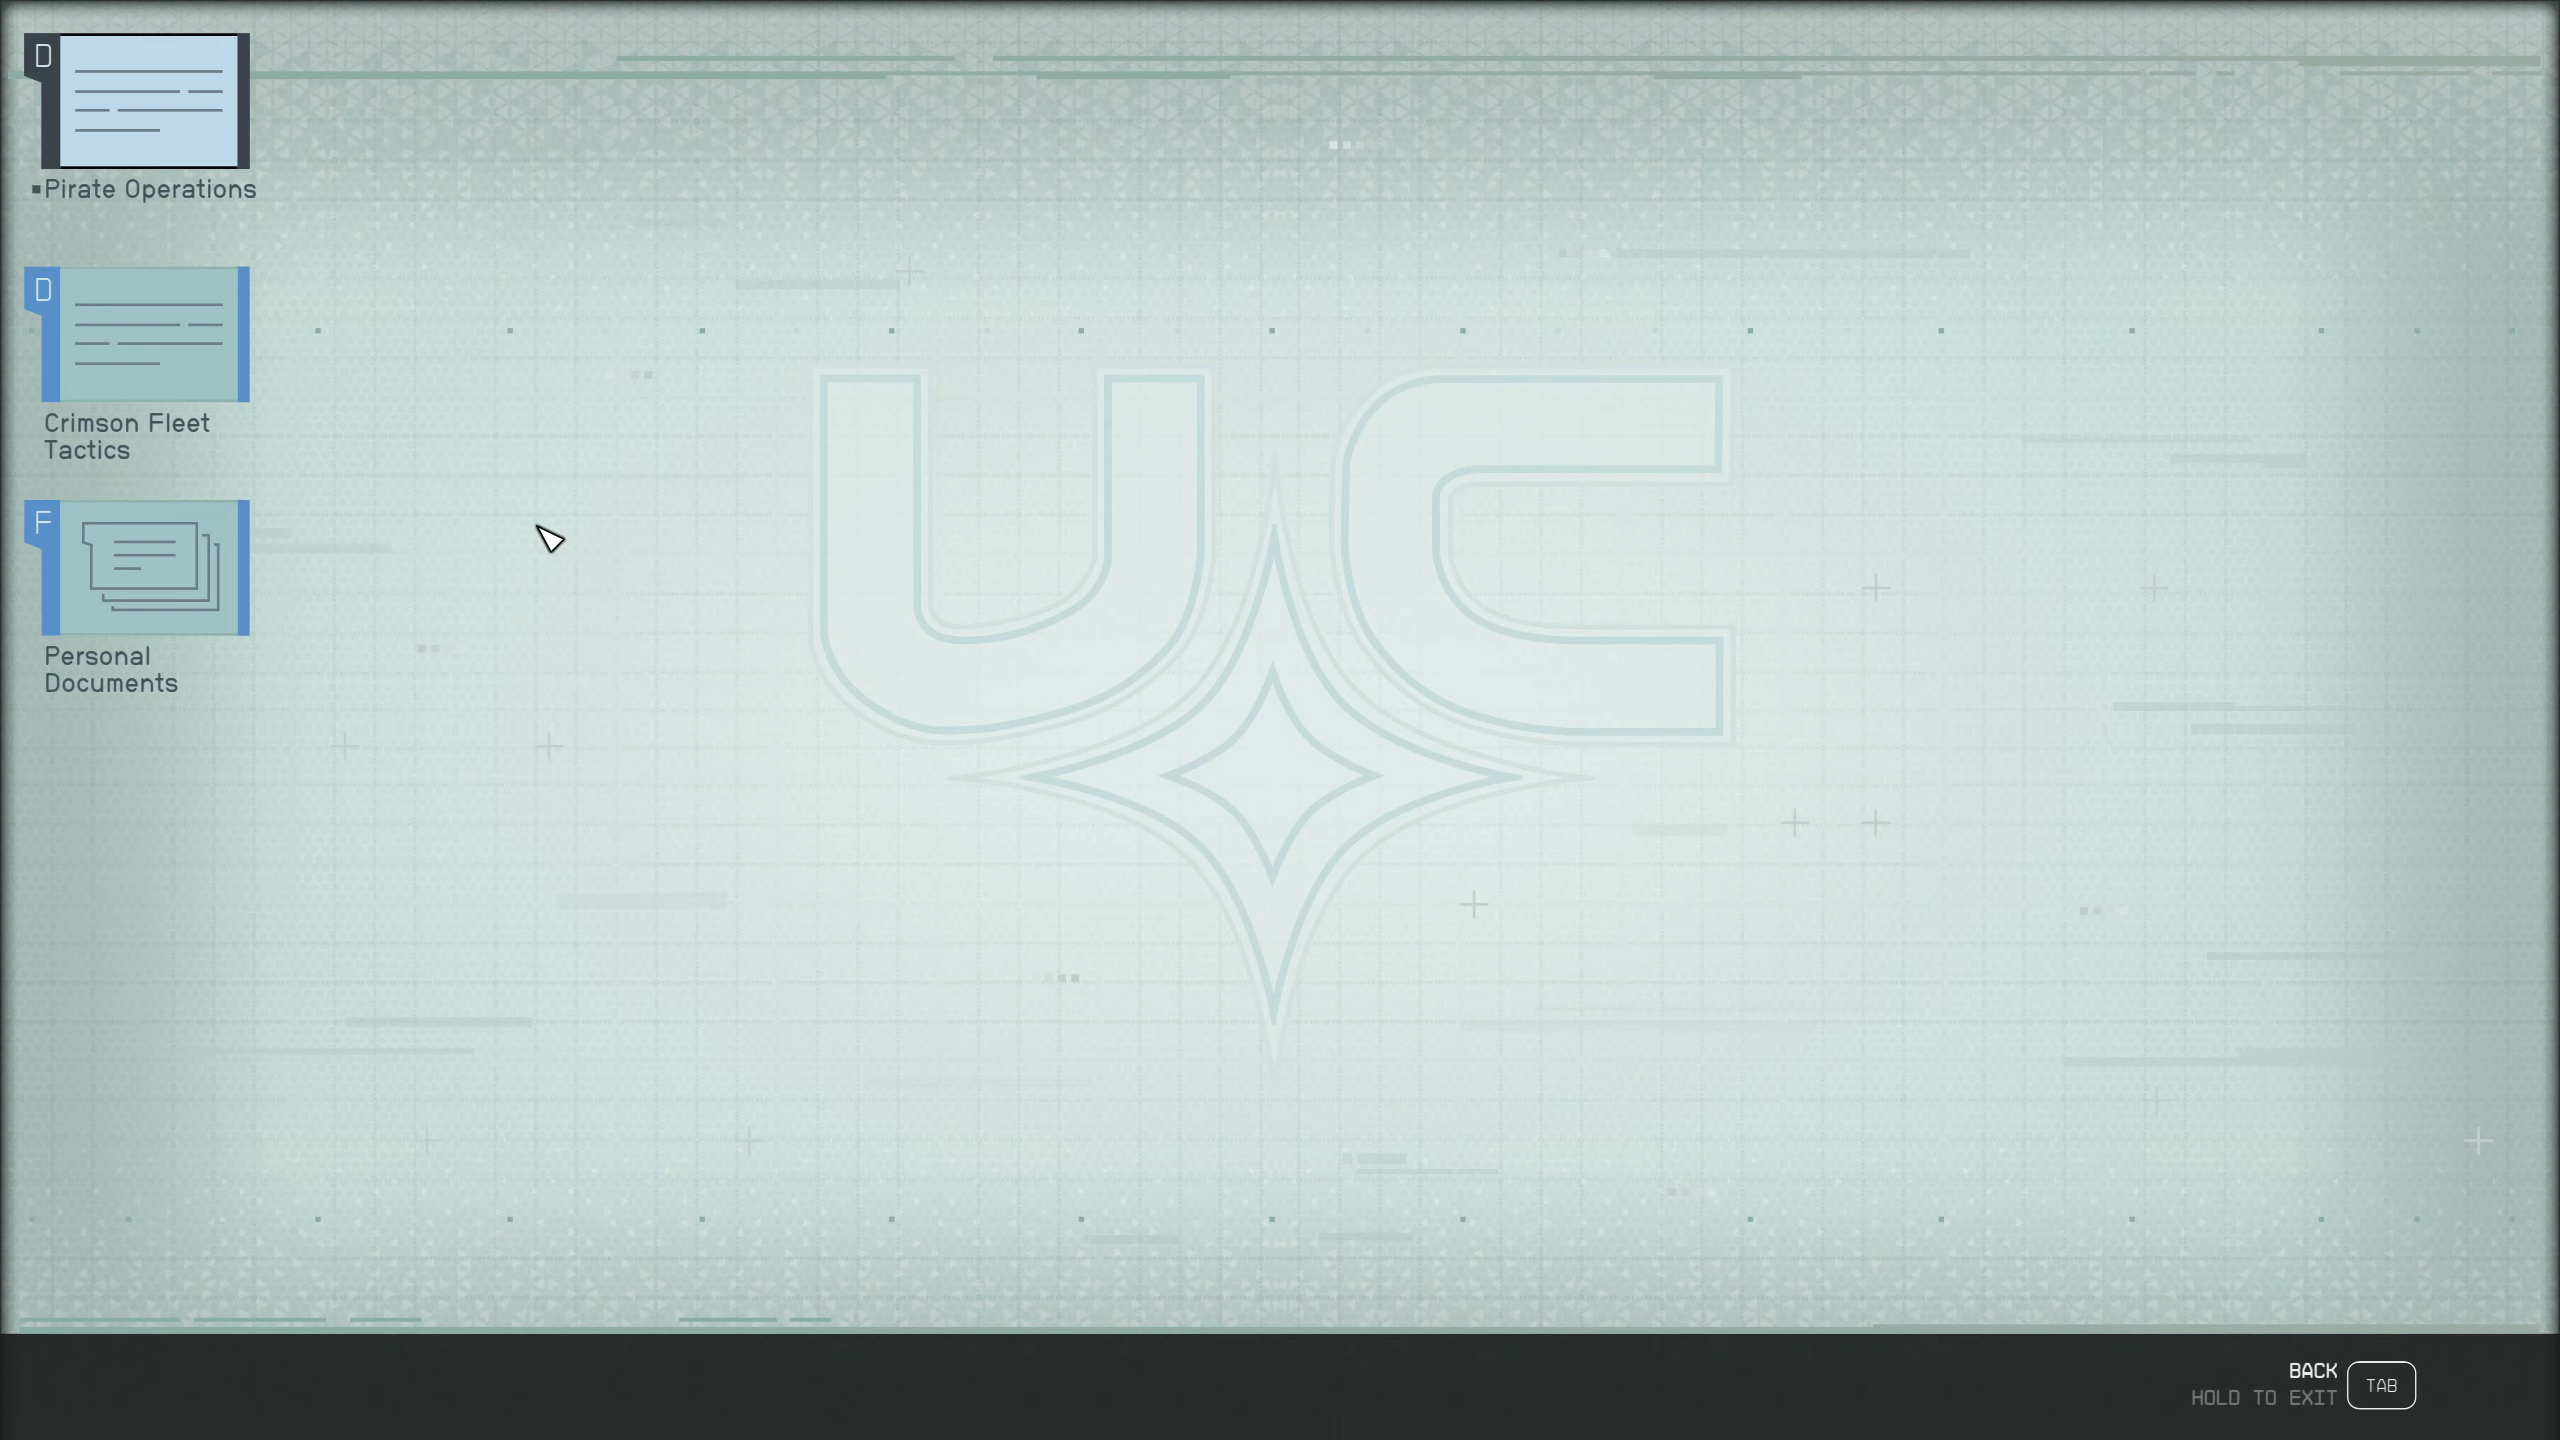 D
Pirate Operations
D
Crimson Fleet
Tactics
F
Personal
Documents
UC
BACK
HOLD TO EXIT
TAB